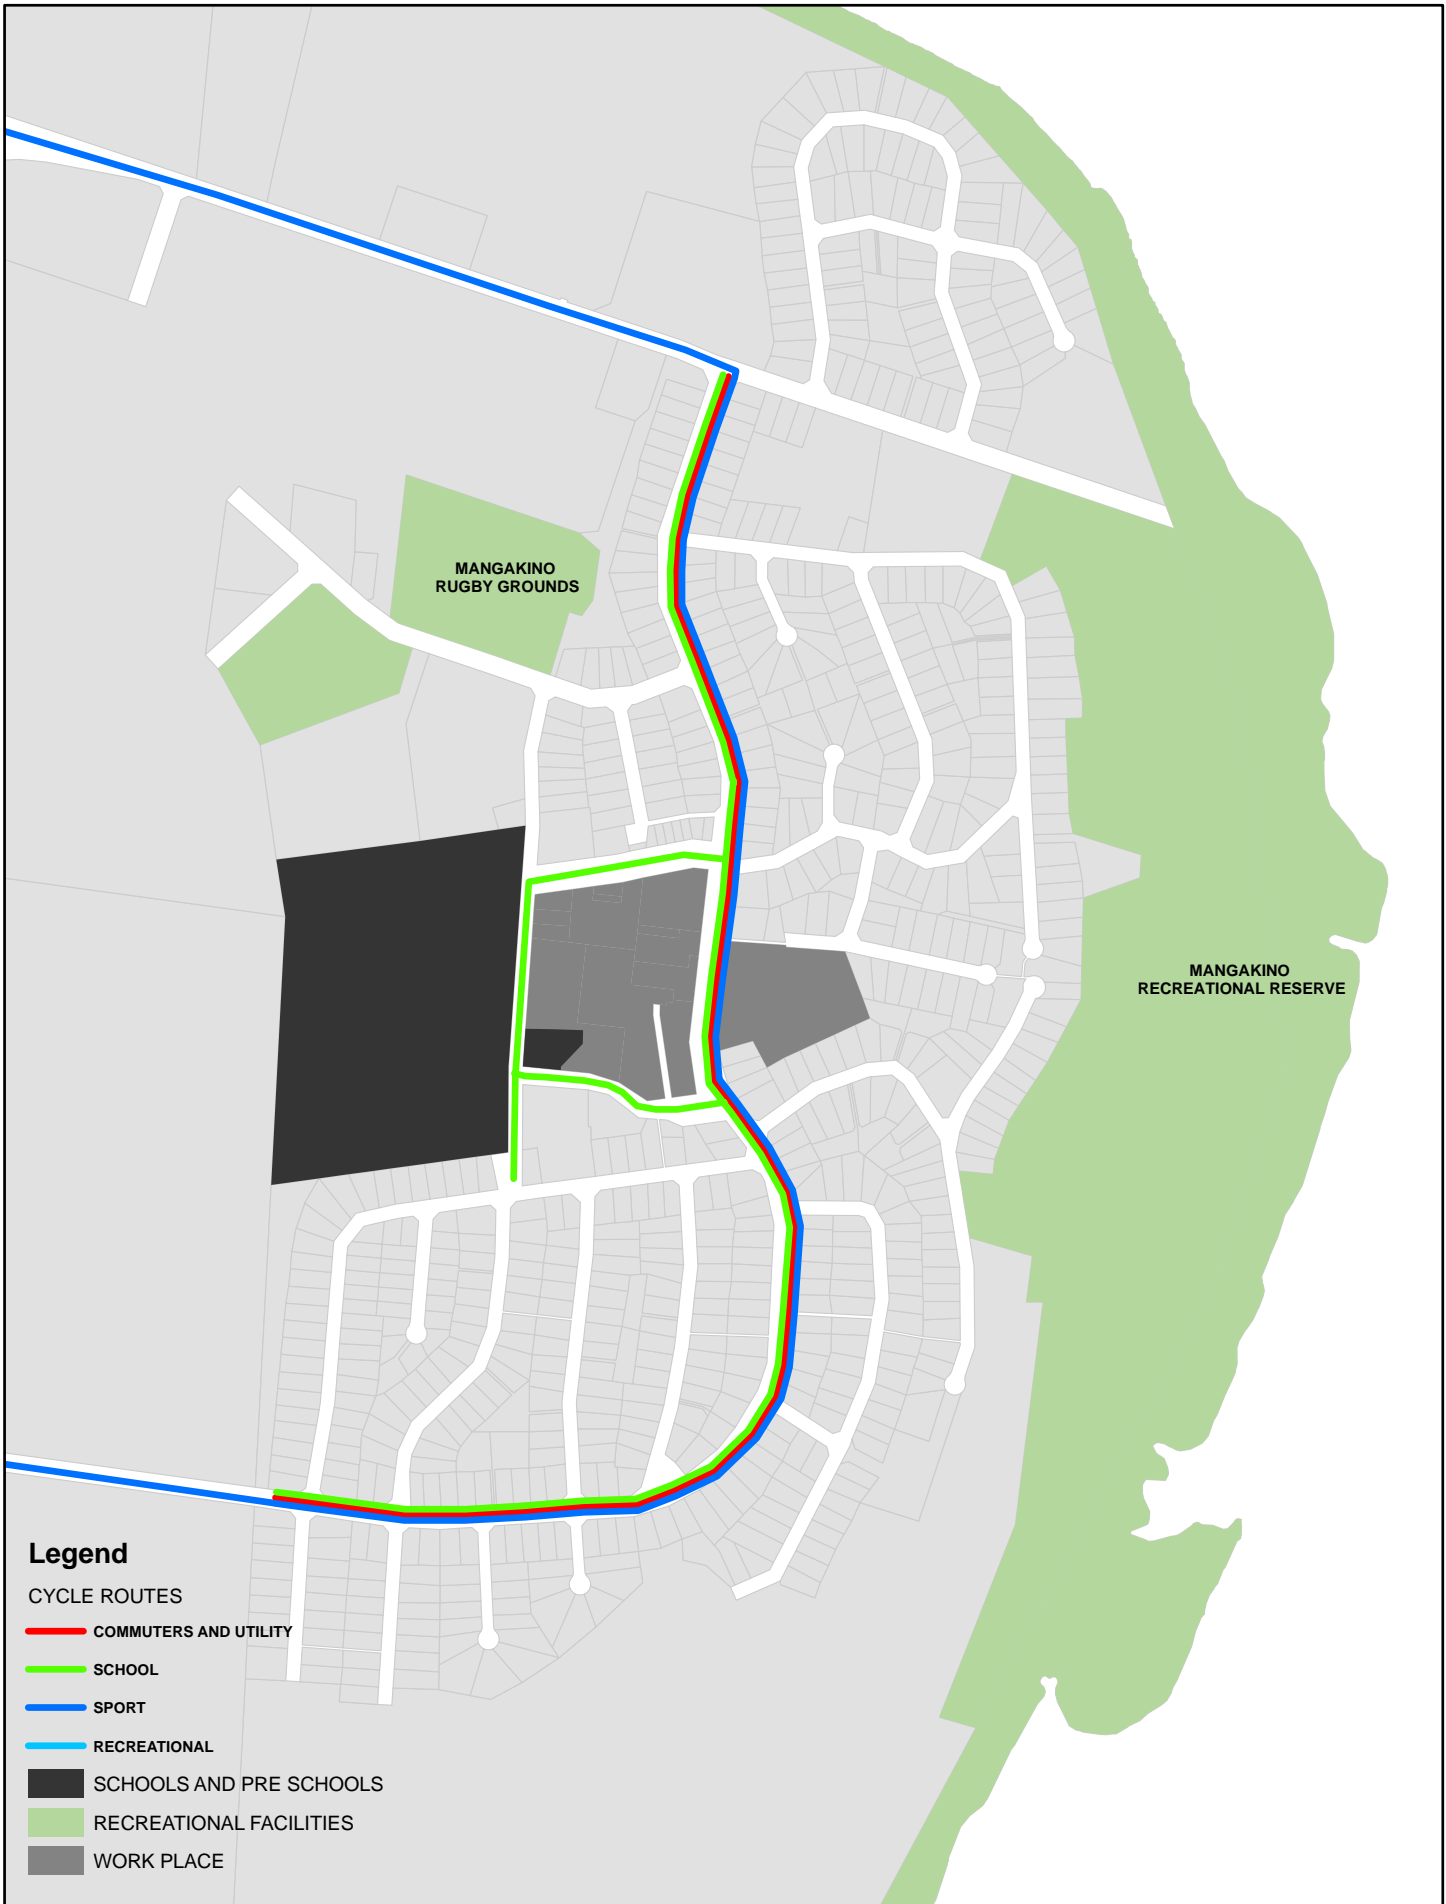 MANGAKINO
RUGBY GROUNDS
MANGAKINO
RECREATIONAL RESERVE
Legend
CYCLE ROUTES
COMMUTERS AND UTILITY
SCHOOL
SPORT
RECREATIONAL
SCHOOLS AND PRE SCHOOLS
RECREATIONAL FACILITIES
WORK PLACE